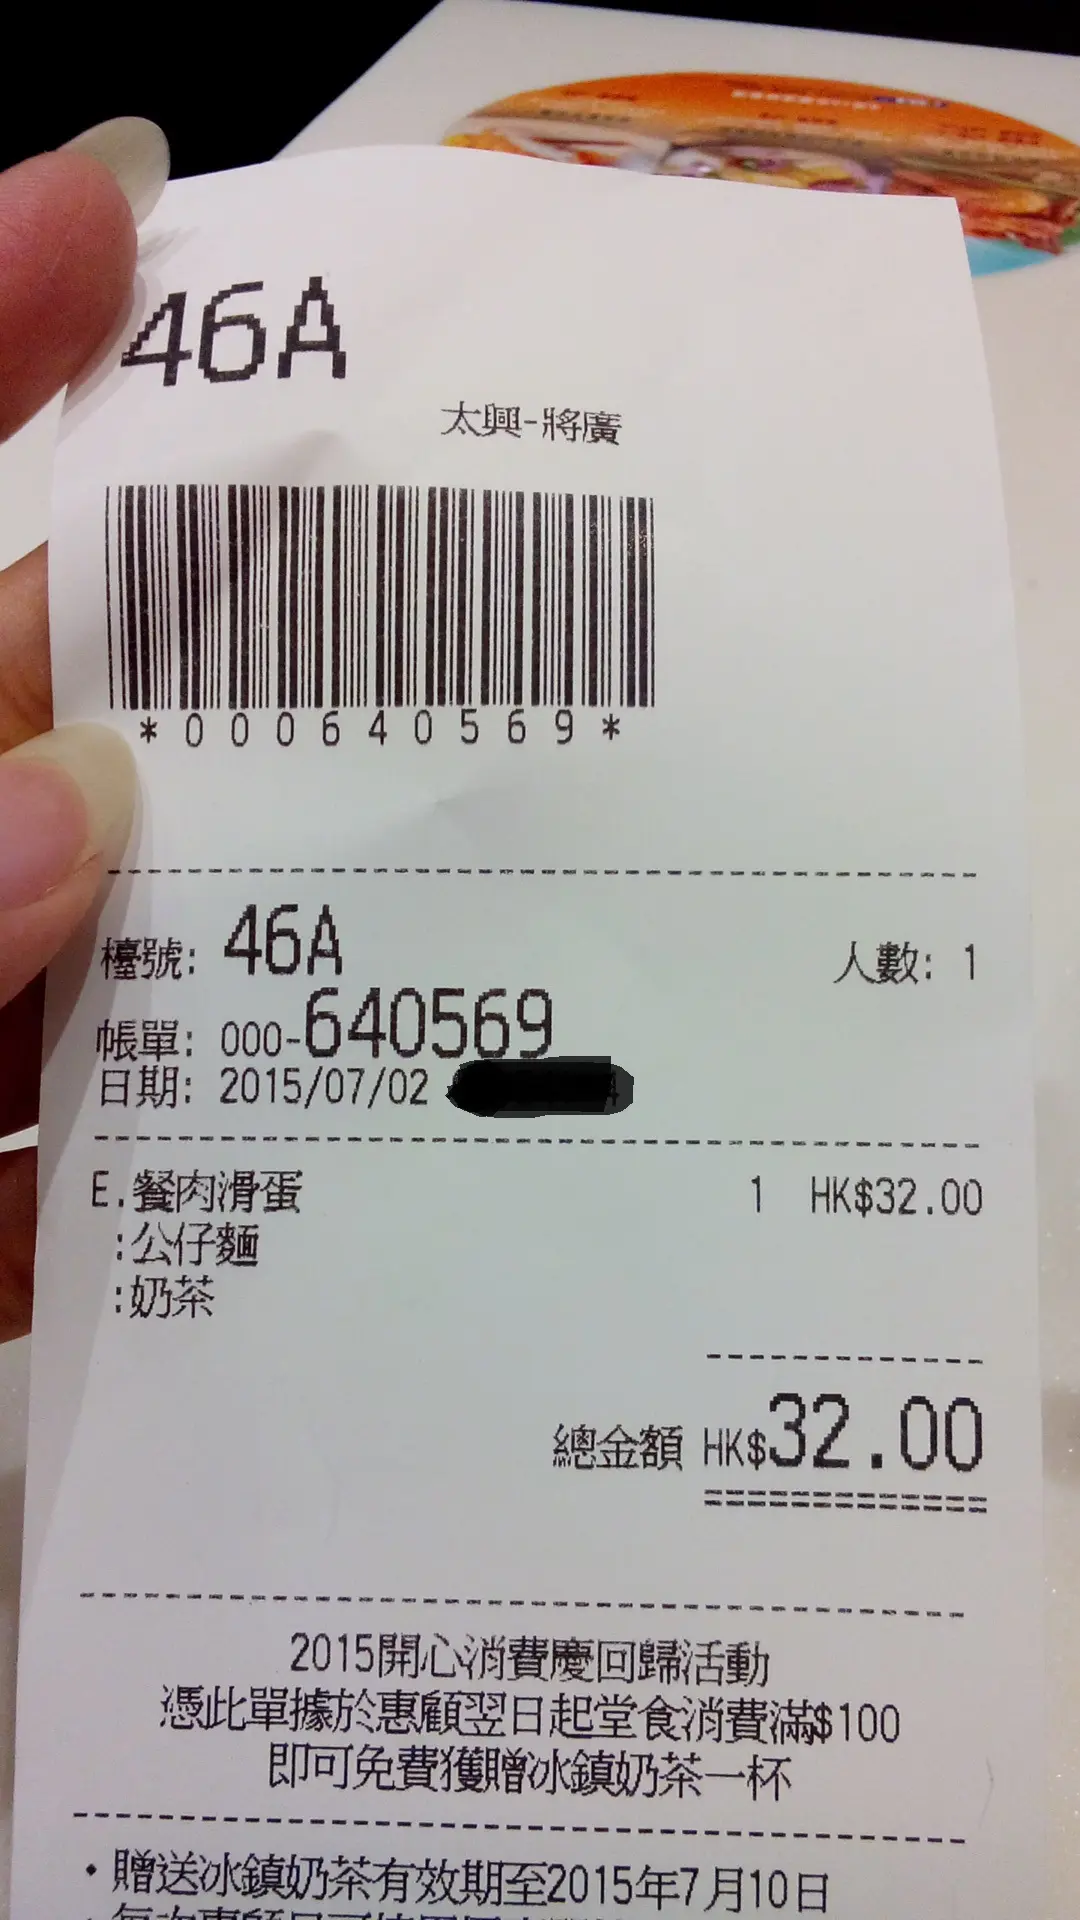 46A
太興-將廣
*000640569*
檯號: 46A 人數: 1
帳單: 000-640569
日期: 2015/07/02
E.餐肉滑蛋 1 HK$32.00
:公仔麵
:奶茶
總金額 HK$32.00
2015開心消費慶回歸活動
憑此單據於惠顧翌日起堂食消費滿$100
即可免費獲贈冰鎮奶茶一杯
・贈送冰鎮奶茶有效期至2015年7月10日